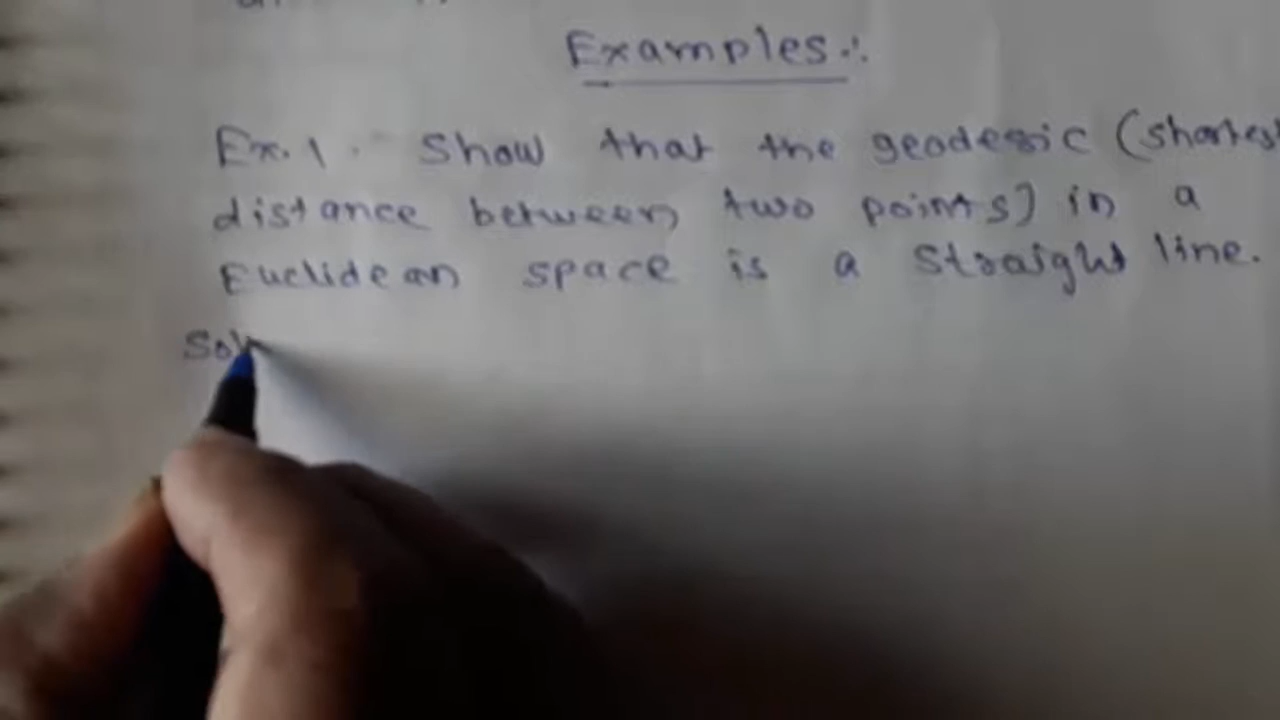 Examples:
Ex. 1. Show that the geodesic (shortest
distance between two points) in a
Euclidean space is a straight line.
Sol